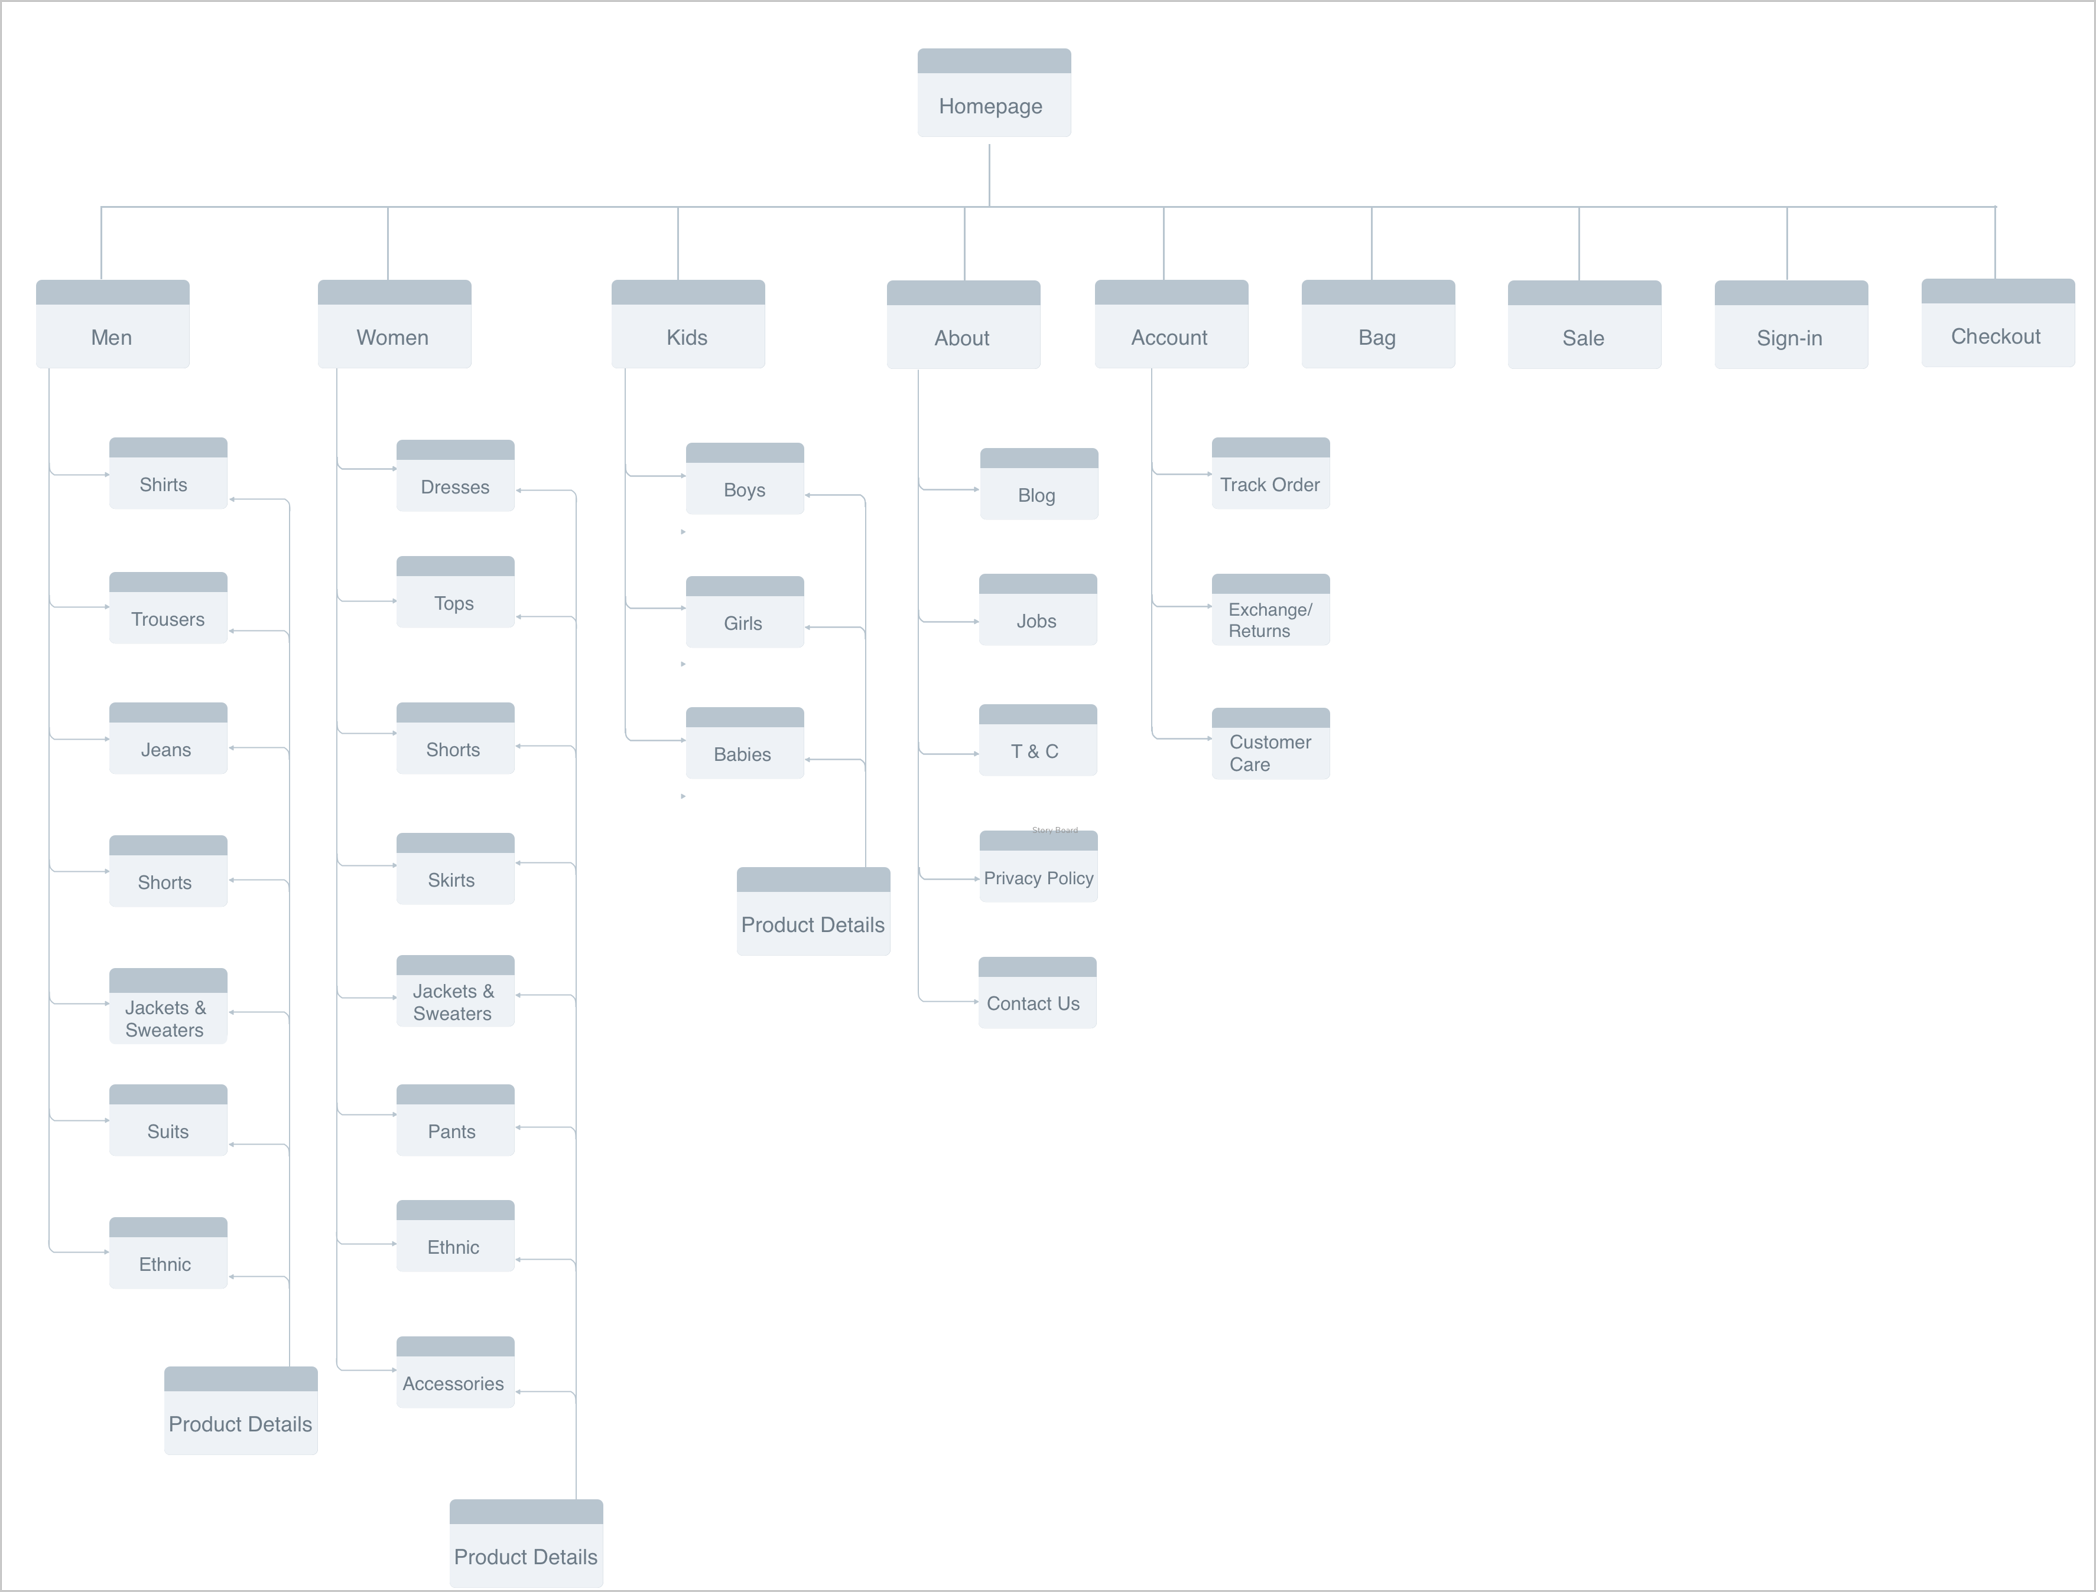 Homepage
Men
Women
Kids
About
Account
Bag
Sale
Sign-in
Checkout
Shirts
Trousers
Jeans
Shorts
Jackets &
Sweaters
Suits
Ethnic
Product Details
Dresses
Tops
Shorts
Skirts
Jackets &
Sweaters
Pants
Ethnic
Accessories
Product Details
Boys
Girls
Babies
Product Details
Blog
Jobs
T & C
Story Board
Privacy Policy
Contact Us
Track Order
Exchange/
Returns
Customer
Care